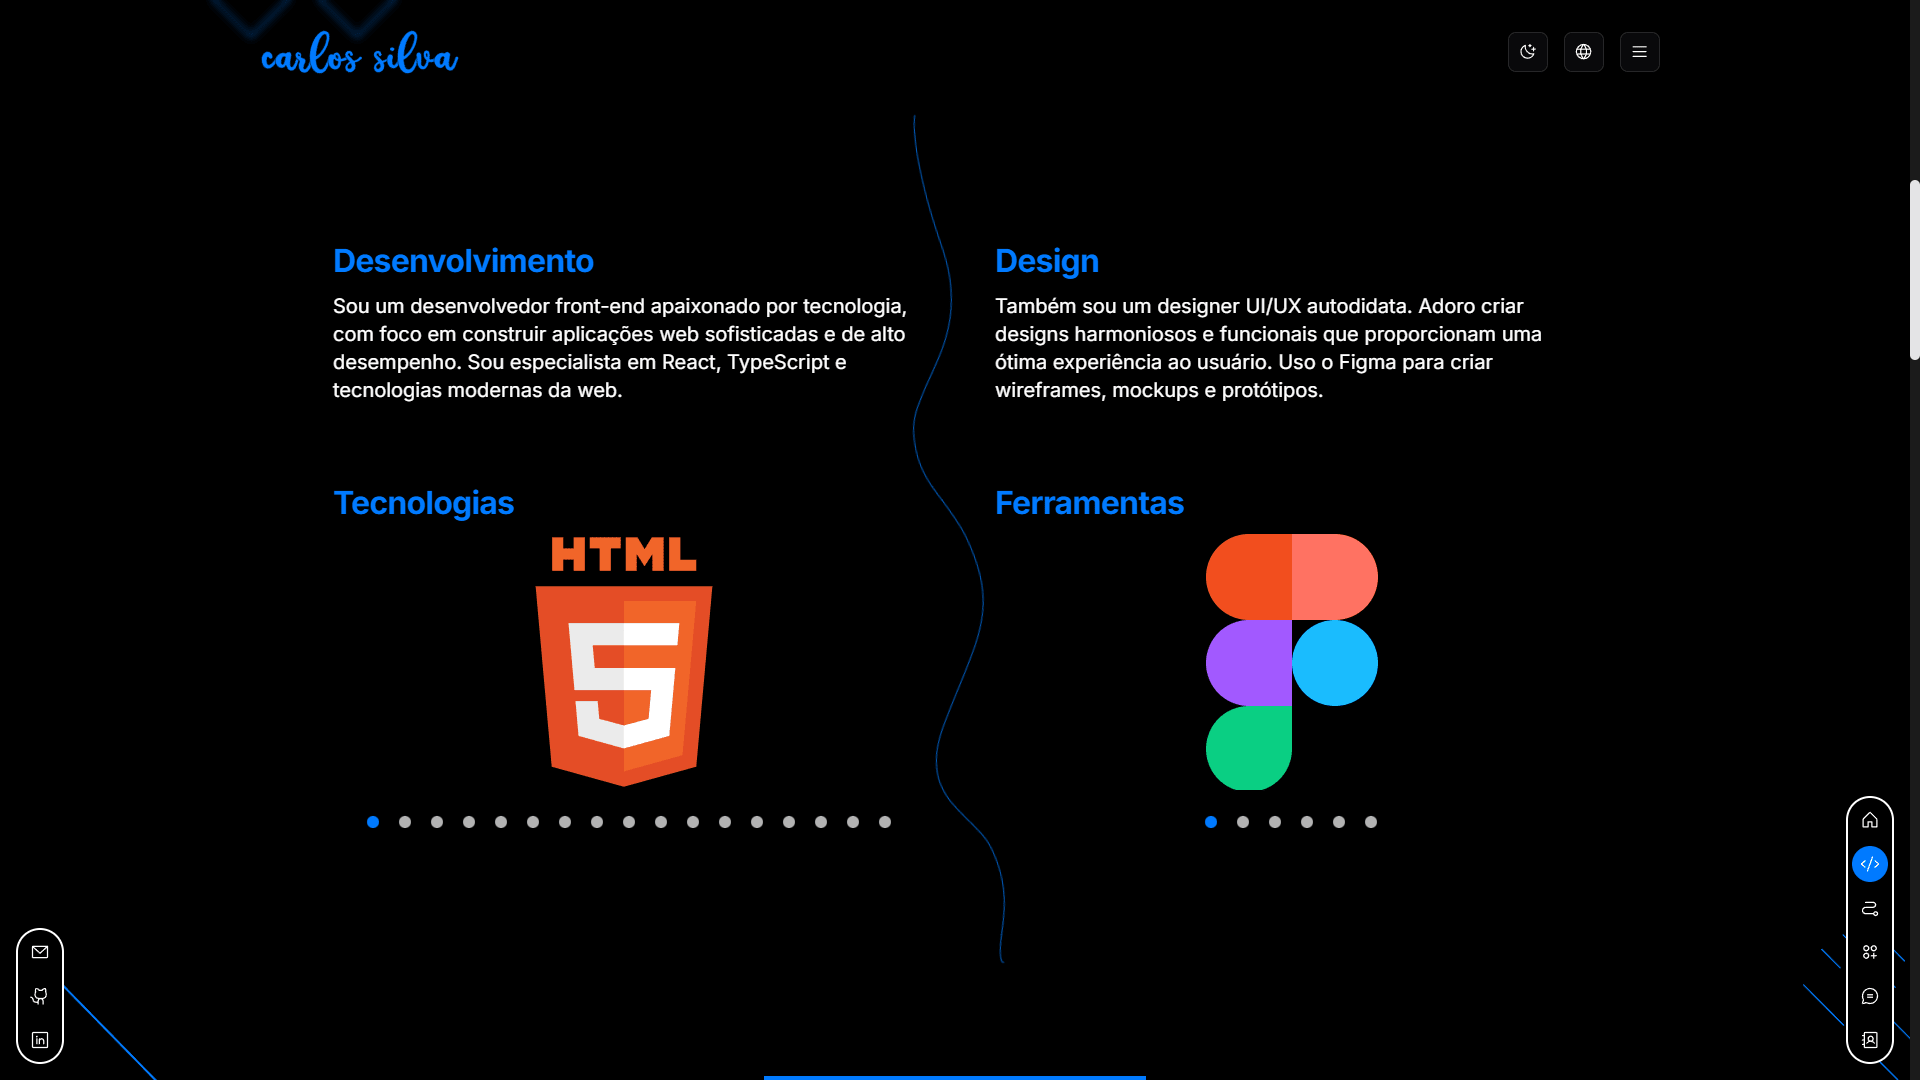 carlos silva
Desenvolvimento
Sou um desenvolvedor front-end apaixonado por tecnologia,
com foco em construir aplicações web sofisticadas e de alto
desempenho. Sou especialista em React, TypeScript e
tecnologias modernas da web.
Design
Também sou um designer UI/UX autodidata. Adoro criar
designs harmoniosos e funcionais que proporcionam uma
ótima experiência ao usuário. Uso o Figma para criar
wireframes, mockups e protótipos.
Tecnologias
HTML
5
Ferramentas
in